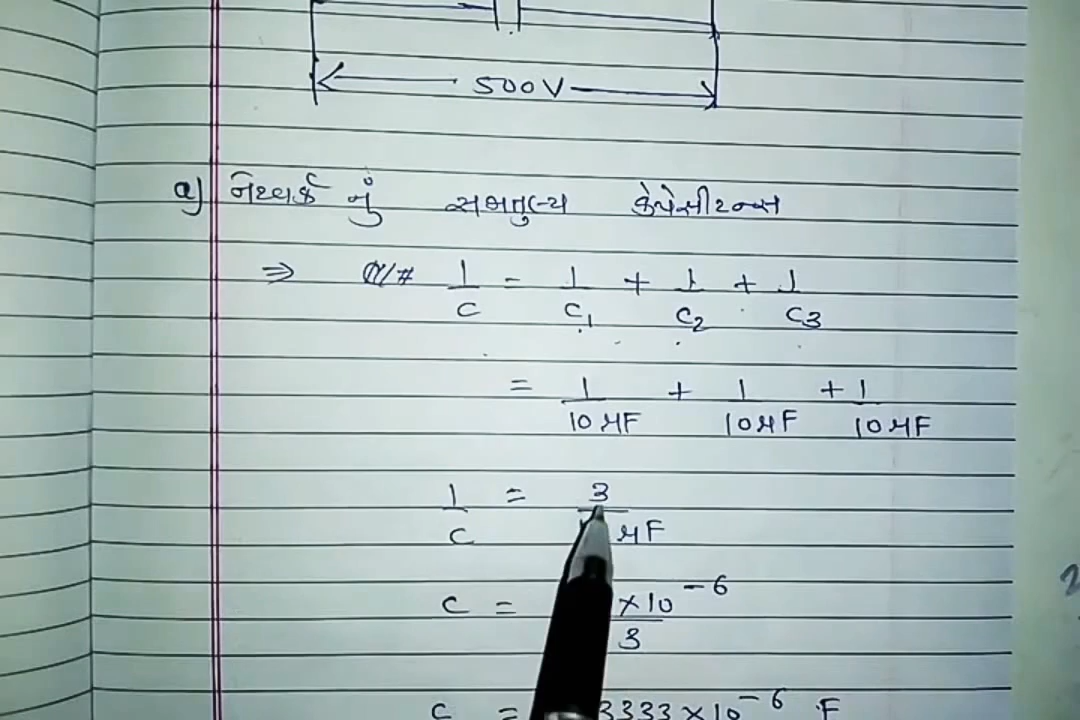 500V
a) નેટવર્ક નું સમતુલ્ય કેપેસીટન્સ
⇒ 1/C = 1/C1 + 1/C2 + 1/C3
= 1/10μF + 1/10μF + 1/10μF
1/C = 3/ μF
C = ×10⁻⁶/3
C = 3333×10⁻⁶ F